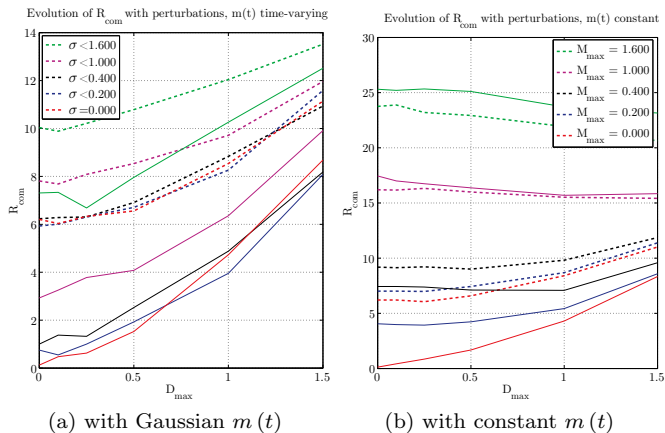 Evolution of R_com with perturbations, m(t) time-varying
14
12
10
8
6
4
2
0
R_com
σ<1.600
σ<1.000
σ<0.400
σ<0.200
σ=0.000
0
0.5
1
1.5
D_max
(a) with Gaussian m (t)
Evolution of R_com with perturbations, m(t) constant
30
25
20
15
10
5
0
R_com
M_max = 1.600
M_max = 1.000
M_max = 0.400
M_max = 0.200
M_max = 0.000
0
0.5
1
1.5
D_max
(b) with constant m (t)